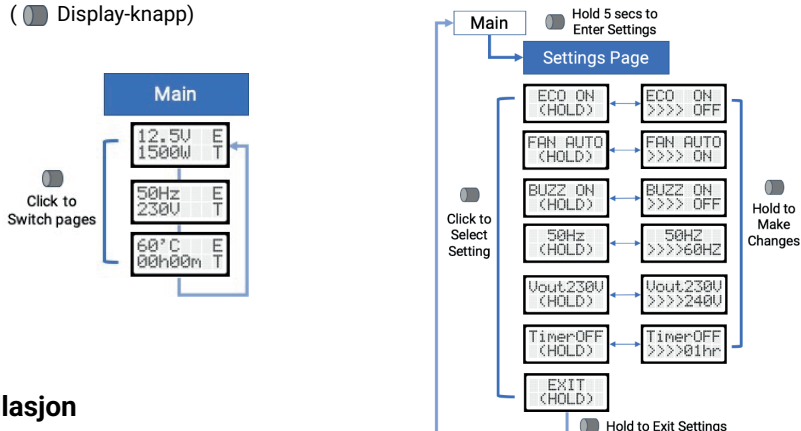 ( Display-knapp)
Main
12.5V E
1500W T
50Hz E
230V T
60°C E
00h00m T
Click to
Switch pages
Main
Hold 5 secs to
Enter Settings
Settings Page
ECO ON
(HOLD)
ECO ON
>>>> OFF
FAN AUTO
(HOLD)
FAN AUTO
>>>> ON
BUZZ ON
(HOLD)
BUZZ ON
>>>> OFF
50Hz
(HOLD)
50HZ
>>>>60HZ
Vout230V
(HOLD)
Vout230V
>>>>240V
TimerOFF
(HOLD)
TimerOFF
>>>>01hr
EXIT
(HOLD)
Click to
Select
Setting
Hold to
Make
Changes
Hold to Exit Settings
lasjon